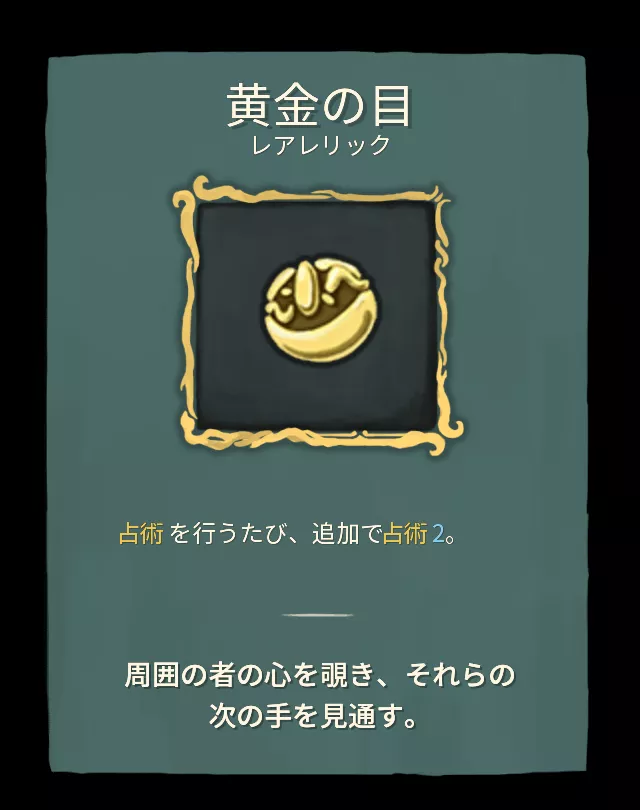 黄金の目
レアレリック
占術 を行うたび、追加で占術 2。
周囲の者の心を覗き、それらの
次の手を見通す。